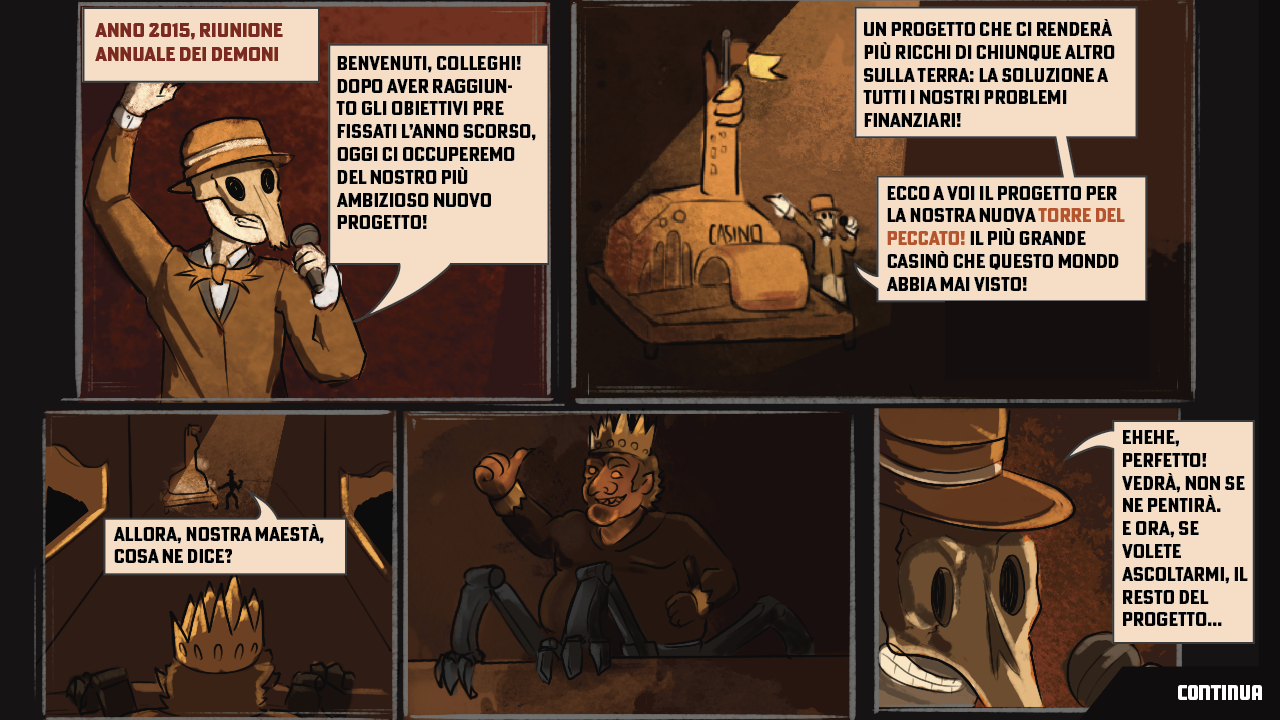 ANNO 2015, RIUNIONE
ANNUALE DEI DEMONI
BENVENUTI, COLLEGHI!
DOPO AVER RAGGIUN-
TO GLI OBIETTIVI PRE
FISSATI L'ANNO SCORSO,
OGGI CI OCCUPEREMO
DEL NOSTRO PIÙ
AMBIZIOSO NUOVO
PROGETTO!
UN PROGETTO CHE CI RENDERÀ
PIÙ RICCHI DI CHIUNQUE ALTRO
SULLA TERRA: LA SOLUZIONE A
TUTTI I NOSTRI PROBLEMI
FINANZIARI!
ECCO A VOI IL PROGETTO PER
LA NOSTRA NUOVA TORRE DEL
PECCATO! IL PIÙ GRANDE
CASINÒ CHE QUESTO MONDD
ABBIA MAI VISTO!
CASINO
ALLORA, NOSTRA MAESTÀ,
COSA NE DICE?
EHEHE,
PERFETTO!
VEDRÀ, NON SE
NE PENTIRÀ.
E ORA, SE
VOLETE
ASCOLTARMI, IL
RESTO DEL
PROGETTO...
CONTINUA